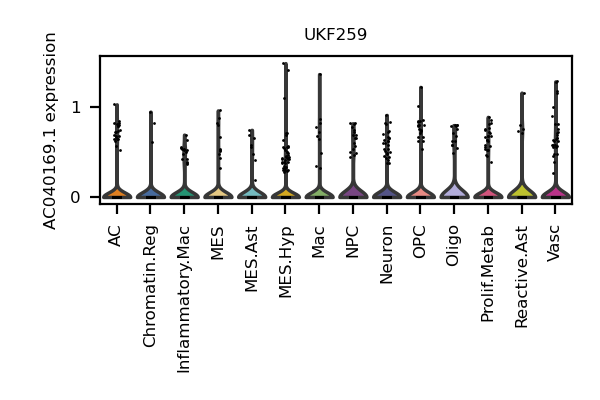 UKF259
AC040169.1 expression
1
0
AC
Chromatin.Reg
Inflammatory.Mac
MES
MES.Ast
MES.Hyp
Mac
NPC
Neuron
OPC
Oligo
Prolif.Metab
Reactive.Ast
Vasc